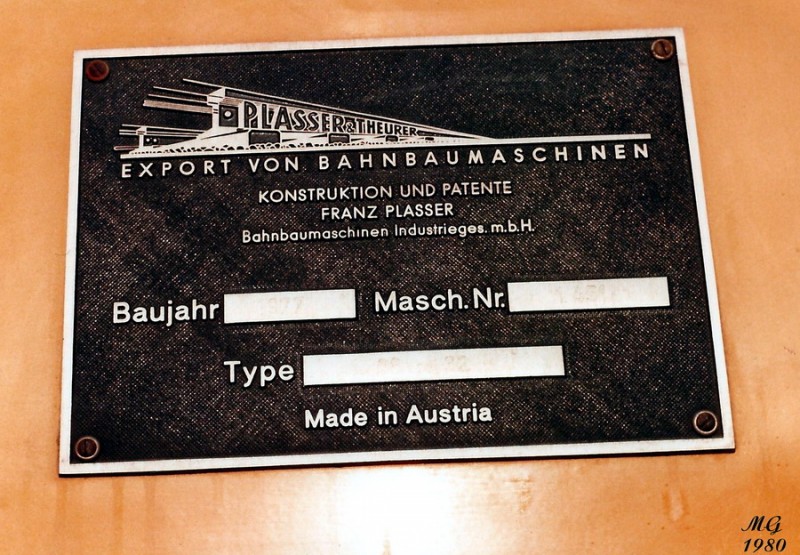 PLASSER & THEURER
EXPORT VON BAHNBAUMASCHINEN
KONSTRUKTION UND PATENTE
FRANZ PLASSER
Bahnbaumaschinen Industrieges. m.b.H.
Baujahr Masch. Nr.
Type
Made in Austria
MG
1980